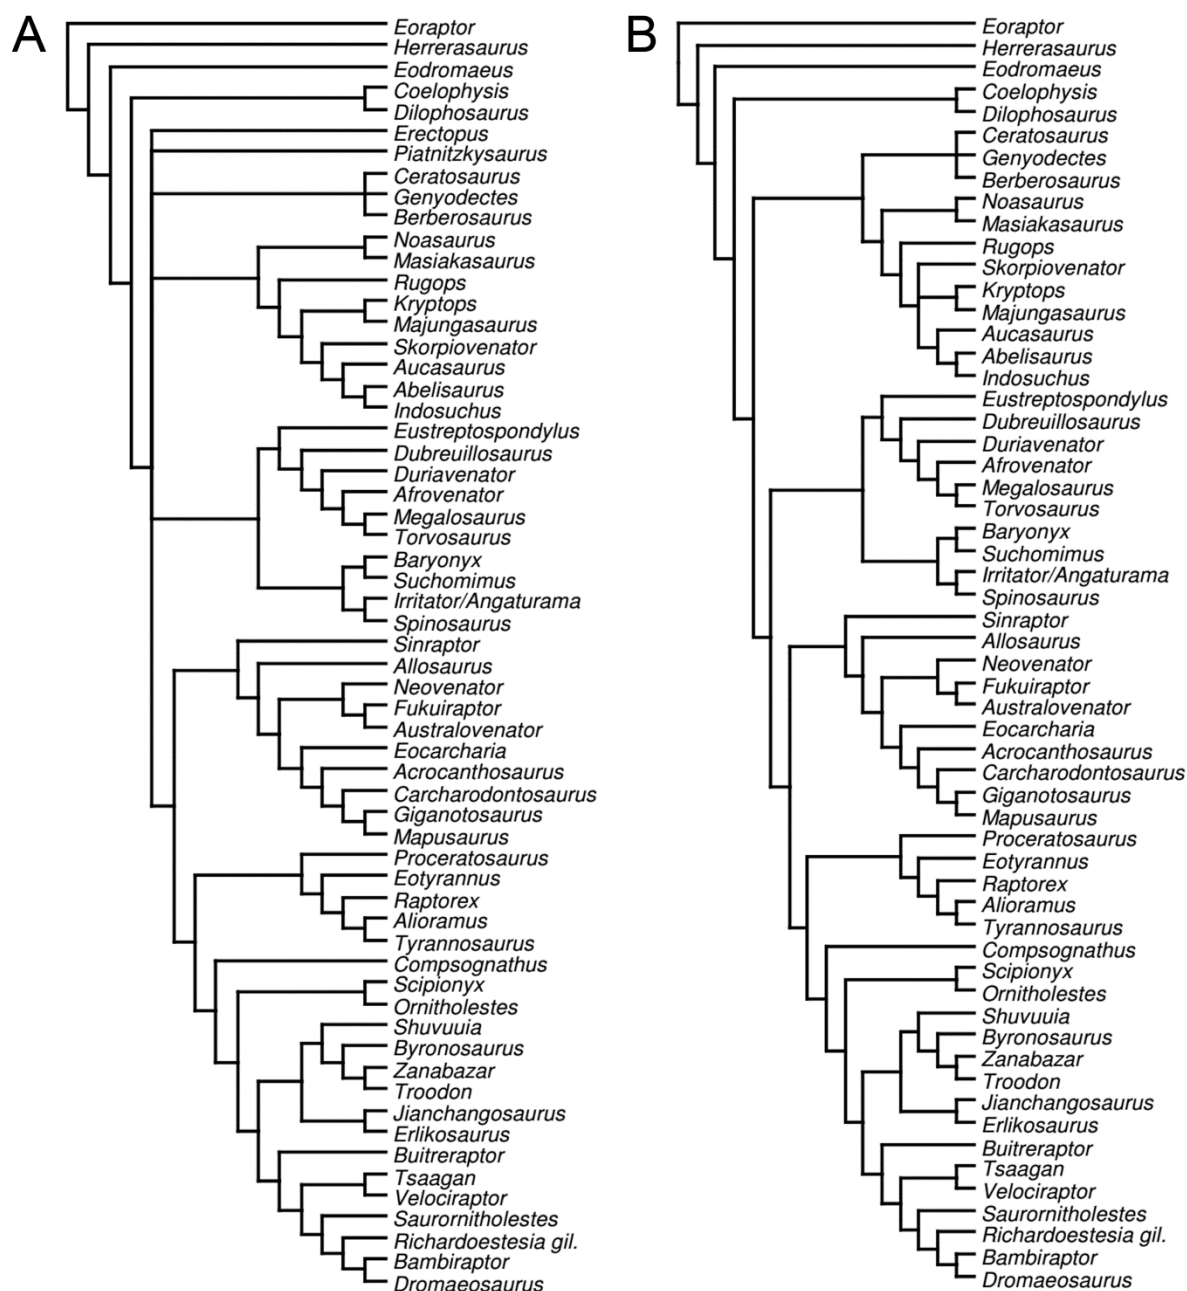 A
Eoraptor
Herrerasaurus
Eodromaeus
Coelophysis
Dilophosaurus
Erectopus
Piatnitzkysaurus
Ceratosaurus
Genyodectes
Berberosaurus
Noasaurus
Masiakasaurus
Rugops
Kryptops
Majungasaurus
Skorpiovenator
Aucasaurus
Abelisaurus
Indosuchus
Eustreptospondylus
Dubreuillosaurus
Duriavenator
Afrovenator
Megalosaurus
Torvosaurus
Baryonyx
Suchomimus
Irritator/Angaturama
Spinosaurus
Sinraptor
Allosaurus
Neovenator
Fukuiraptor
Australovenator
Eocarcharia
Acrocanthosaurus
Carcharodontosaurus
Giganotosaurus
Mapusaurus
Proceratosaurus
Eotyrannus
Raptorex
Alioramus
Tyrannosaurus
Compsognathus
Scipionyx
Ornitholestes
Shuvuuia
Byronosaurus
Zanabazar
Troodon
Jianchangosaurus
Erlikosaurus
Buitreraptor
Tsaagan
Velociraptor
Saurornitholestes
Richardoestesia gil.
Bambiraptor
Dromaeosaurus
B
Eoraptor
Herrerasaurus
Eodromaeus
Coelophysis
Dilophosaurus
Ceratosaurus
Genyodectes
Berberosaurus
Noasaurus
Masiakasaurus
Rugops
Skorpiovenator
Kryptops
Majungasaurus
Aucasaurus
Abelisaurus
Indosuchus
Eustreptospondylus
Dubreuillosaurus
Duriavenator
Afrovenator
Megalosaurus
Torvosaurus
Baryonyx
Suchomimus
Irritator/Angaturama
Spinosaurus
Sinraptor
Allosaurus
Neovenator
Fukuiraptor
Australovenator
Eocarcharia
Acrocanthosaurus
Carcharodontosaurus
Giganotosaurus
Mapusaurus
Proceratosaurus
Eotyrannus
Raptorex
Alioramus
Tyrannosaurus
Compsognathus
Scipionyx
Ornitholestes
Shuvuuia
Byronosaurus
Zanabazar
Troodon
Jianchangosaurus
Erlikosaurus
Buitreraptor
Tsaagan
Velociraptor
Saurornitholestes
Richardoestesia gil.
Bambiraptor
Dromaeosaurus